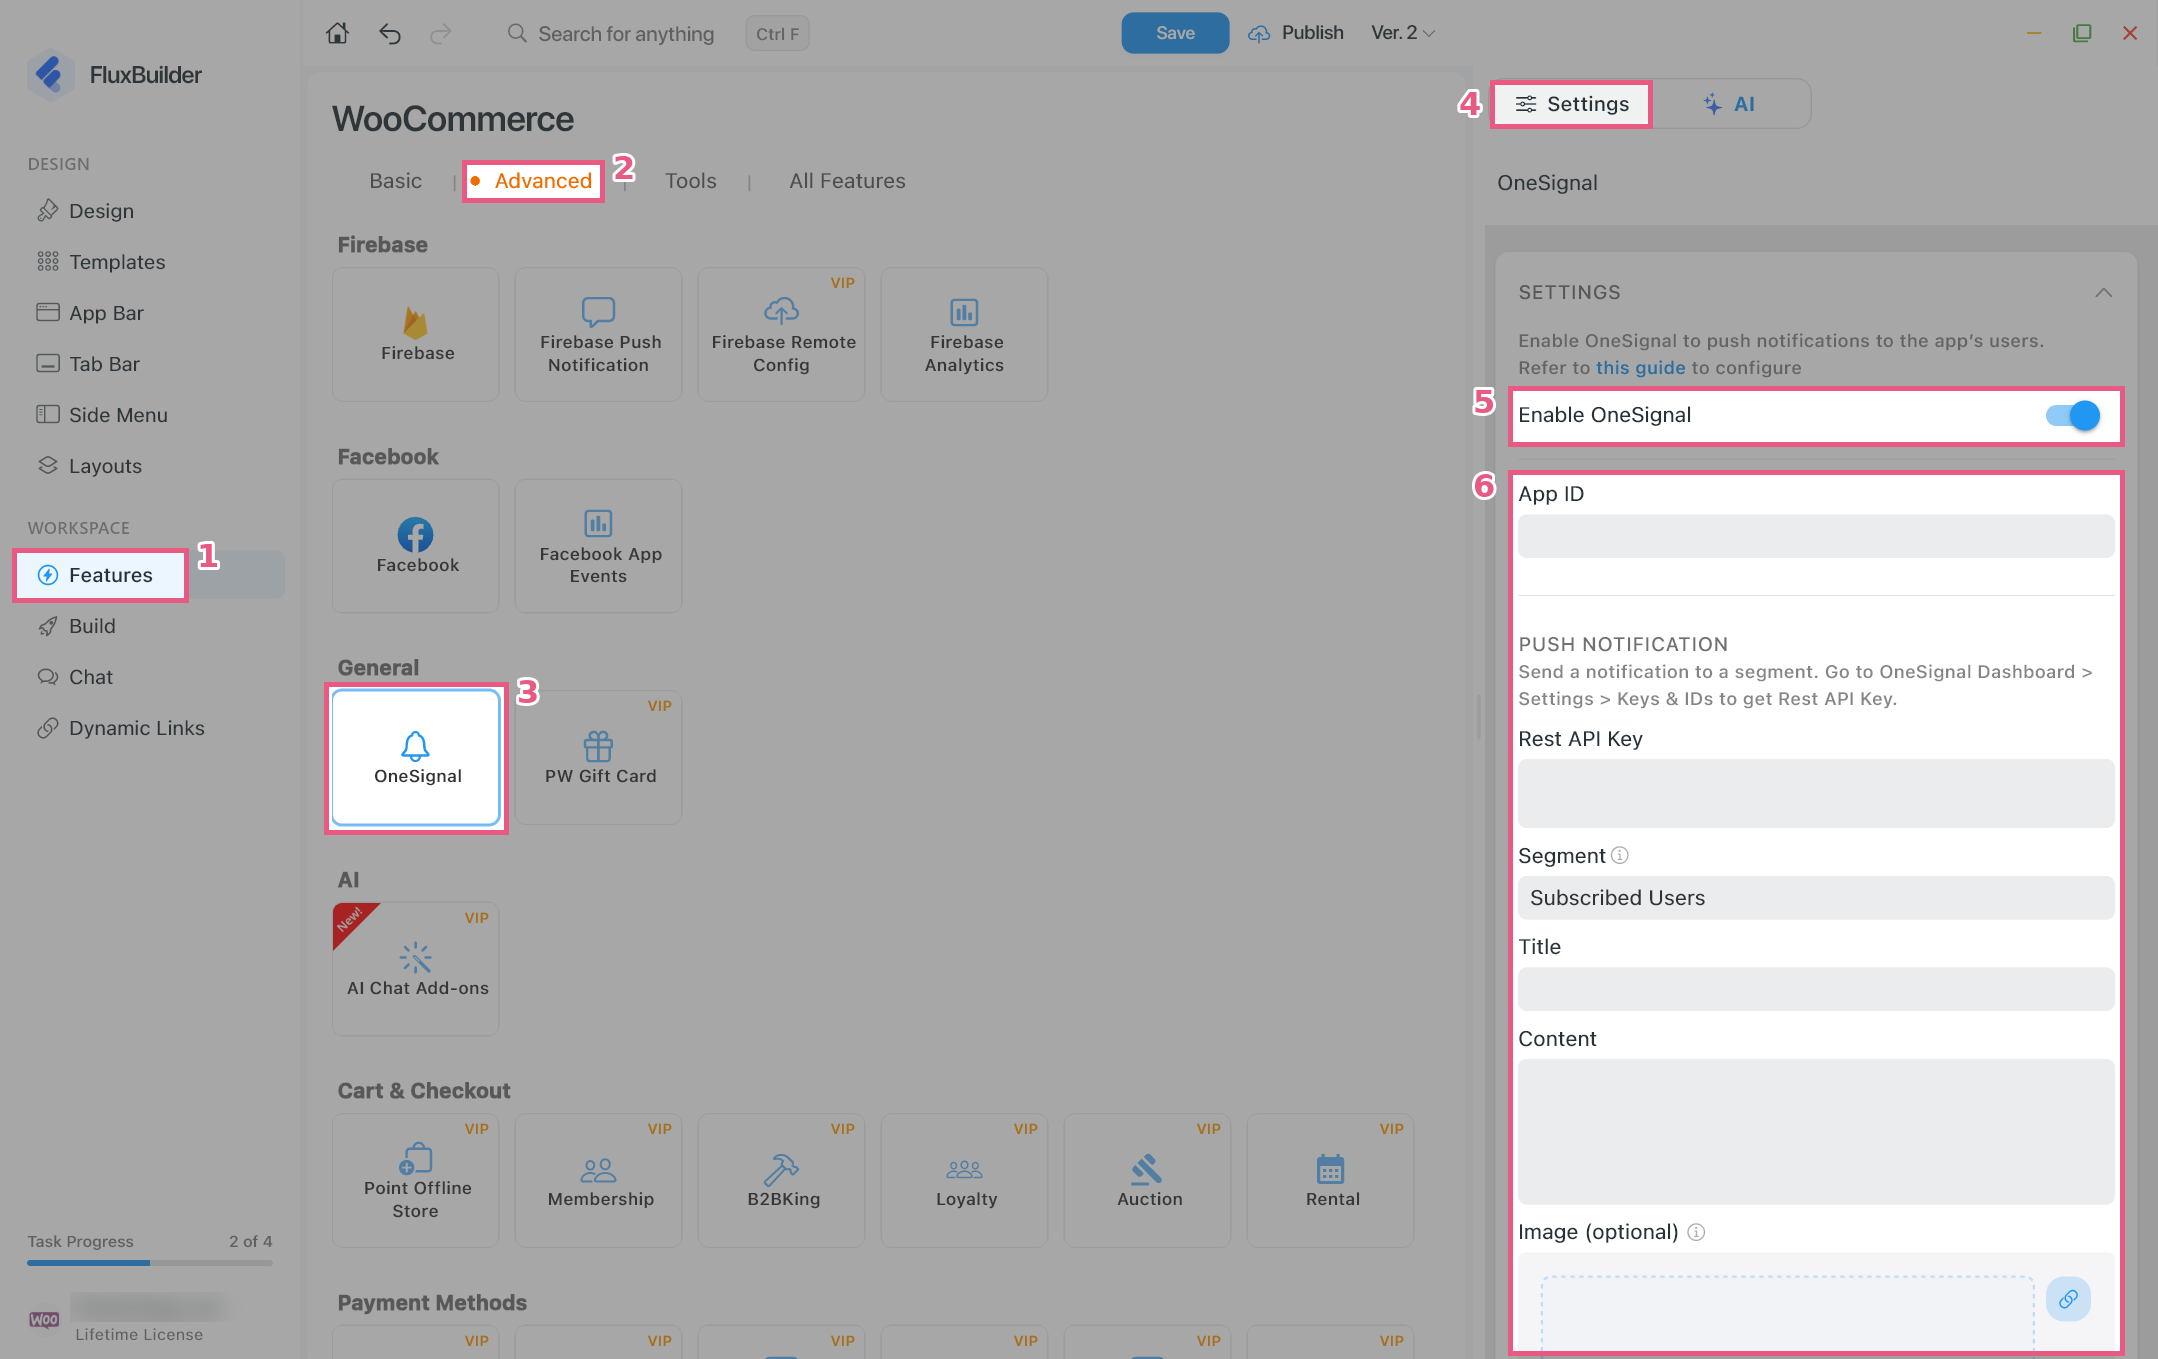 FluxBuilder
Search for anything
Ctrl F
Save
Publish
Ver. 2
DESIGN
Design
Templates
App Bar
Tab Bar
Side Menu
Layouts
WORKSPACE
1
Features
Build
Chat
Dynamic Links
Task Progress
2 of 4
WOO
Lifetime License
WooCommerce
Basic
|
Advanced
2
|
Tools
|
All Features
Firebase
Firebase
Firebase Push
Notification
VIP
Firebase Remote
Config
Firebase
Analytics
Facebook
Facebook
Facebook App
Events
General
3
OneSignal
VIP
PW Gift Card
AI
New!
VIP
AI Chat Add-ons
Cart & Checkout
VIP
Point Offline
Store
VIP
Membership
VIP
B2BKing
VIP
Loyalty
VIP
Auction
VIP
Rental
Payment Methods
VIP
VIP
VIP
VIP
VIP
VIP
4
Settings
AI
OneSignal
SETTINGS
Enable OneSignal to push notifications to the app's users.
Refer to this guide to configure
5
Enable OneSignal
6
App ID
PUSH NOTIFICATION
Send a notification to a segment. Go to OneSignal Dashboard >
Settings > Keys & IDs to get Rest API Key.
Rest API Key
Segment
Subscribed Users
Title
Content
Image (optional)